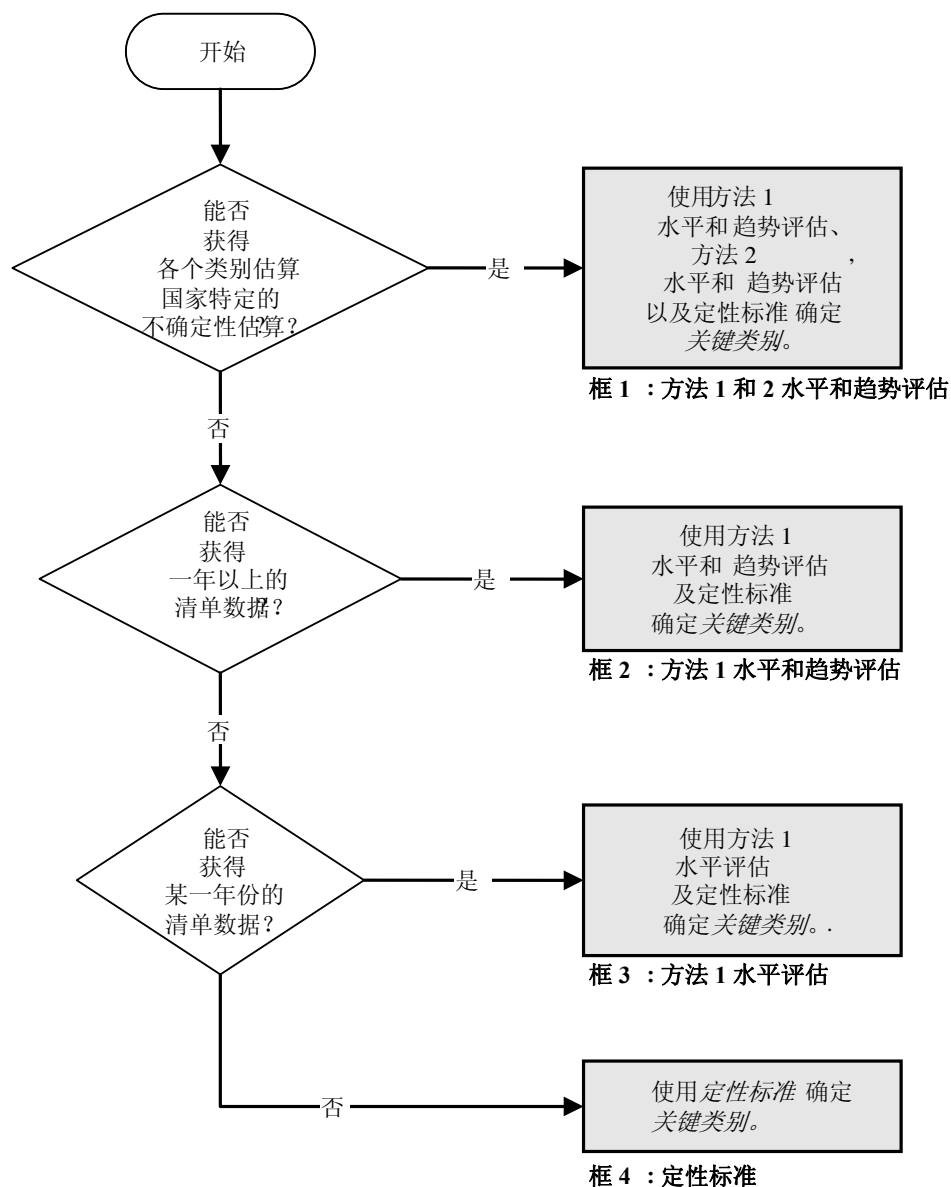 开始
能否
获得
各个类别估算
国家特定的
不确定性估算？
是
使用方法 1
水平和 趋势评估、
方法 2 ，
水平和 趋势评估
以及定性标准 确定
关键类别。
框 1 ：方法 1 和 2 水平和趋势评估
否
能否
获得
一年以上的
清单数据？
是
使用方法 1
水平和 趋势评估
及定性标准
确定关键类别。
框 2 ：方法 1 水平和趋势评估
否
能否
获得
某一年份的
清单数据？
是
使用方法 1
水平评估
及定性标准
确定关键类别。.
框 3 ：方法 1 水平评估
否
使用定性标准 确定
关键类别。
框 4 ：定性标准